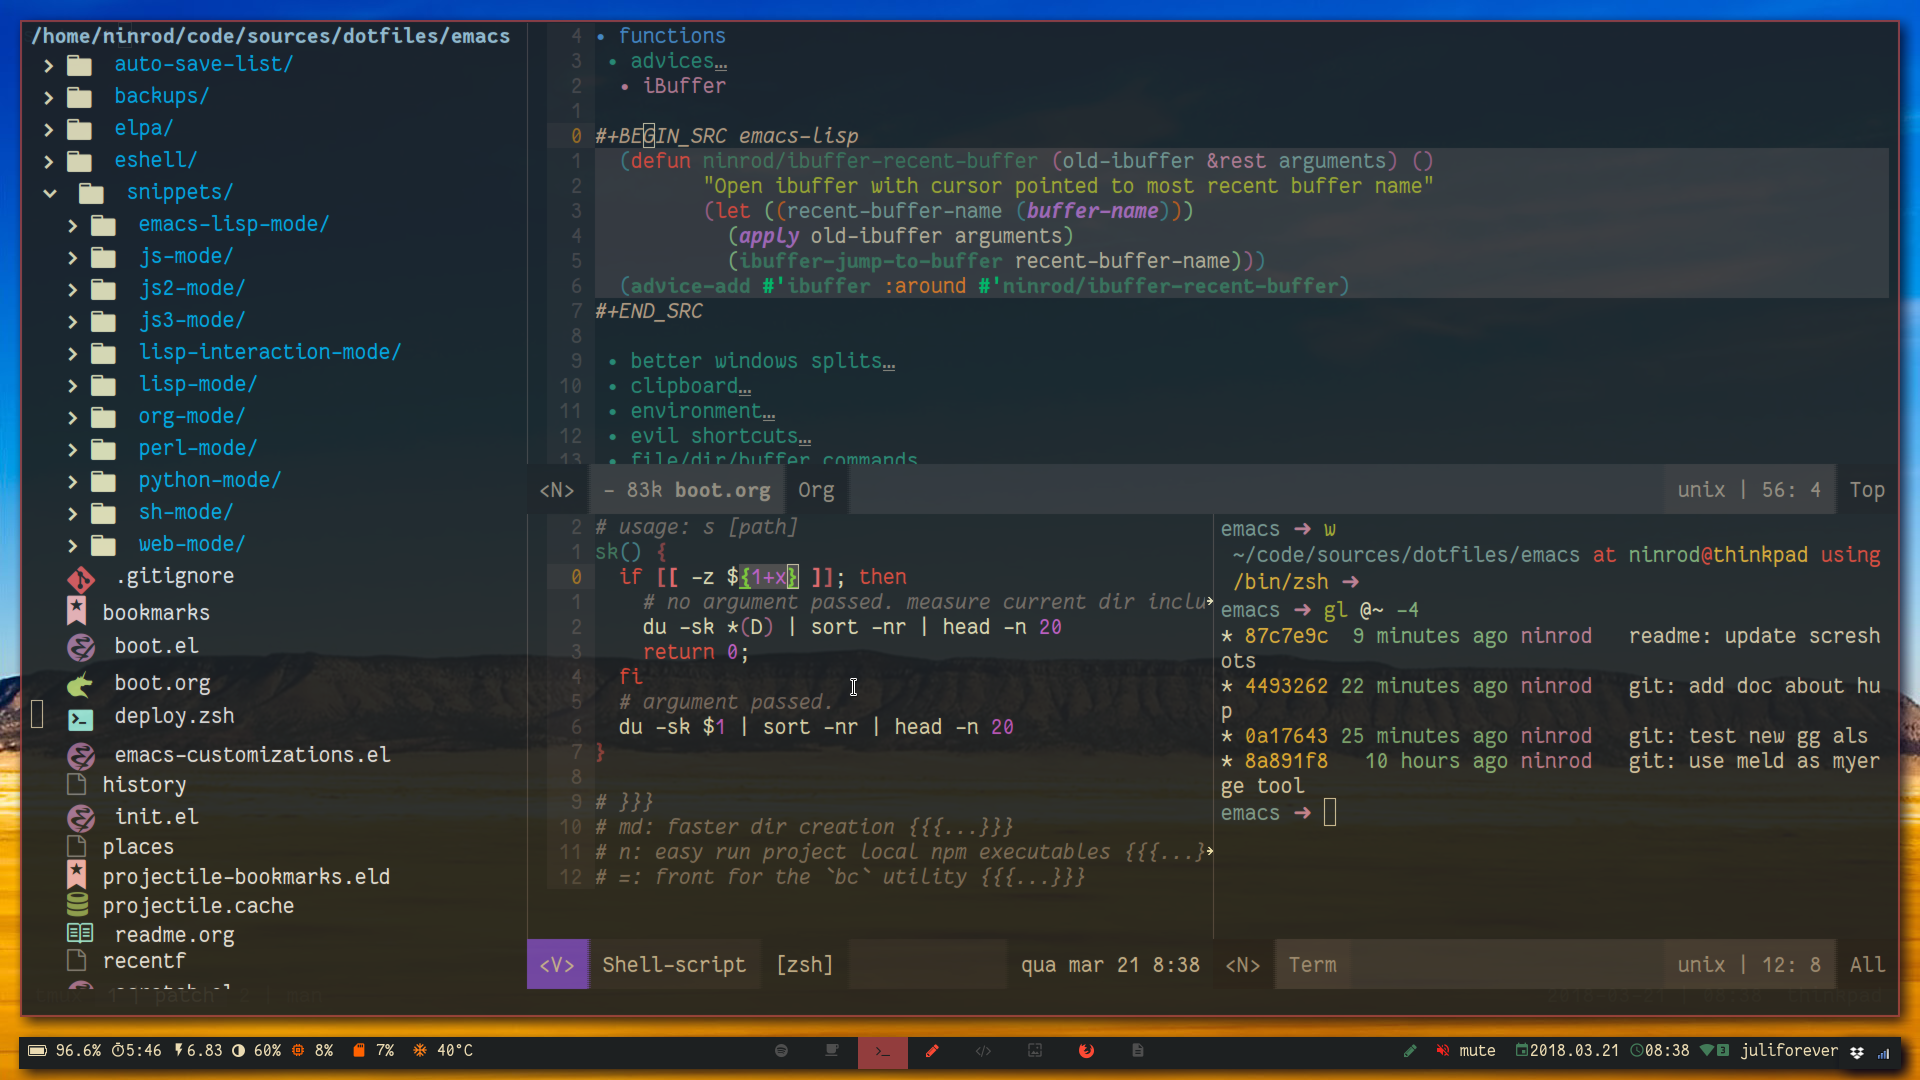 /home/ninrod/code/sources/dotfiles/emacs
auto-save-list/
backups/
elpa/
eshell/
snippets/
emacs-lisp-mode/
js-mode/
js2-mode/
js3-mode/
lisp-interaction-mode/
lisp-mode/
org-mode/
perl-mode/
python-mode/
sh-mode/
web-mode/
.gitignore
bookmarks
boot.el
boot.org
deploy.zsh
emacs-customizations.el
history
init.el
places
projectile-bookmarks.eld
projectile.cache
readme.org
recentf
4 • functions
3 • advices…
2 • iBuffer
1
0 #+BEGIN_SRC emacs-lisp
1 (defun ninrod/ibuffer-recent-buffer (old-ibuffer &rest arguments) ()
2 "Open ibuffer with cursor pointed to most recent buffer name"
3 (let ((recent-buffer-name (buffer-name)))
4 (apply old-ibuffer arguments)
5 (ibuffer-jump-to-buffer recent-buffer-name)))
6 (advice-add #'ibuffer :around #'ninrod/ibuffer-recent-buffer)
7 #+END_SRC
8
9 • better windows splits…
10 • clipboard…
11 • environment…
12 • evil shortcuts…
13 • file/dir/buffer commands
<N> - 83k boot.org Org unix | 56: 4 Top
2 # usage: s [path]
1 sk() {
0 if [[ -z ${1+x} ]]; then
1 # no argument passed. measure current dir inclu
2 du -sk *(D) | sort -nr | head -n 20
3 return 0;
4 fi
5 # argument passed.
6 du -sk $1 | sort -nr | head -n 20
7 }
8
9 # }}}
10 # md: faster dir creation {{{...}}}
11 # n: easy run project local npm executables {{{...}
12 # =: front for the `bc` utility {{{...}}}
<V> Shell-script [zsh] qua mar 21 8:38
emacs ➜ w
~/code/sources/dotfiles/emacs at ninrod@thinkpad using
/bin/zsh ➜
emacs ➜ gl @~ -4
* 87c7e9c 9 minutes ago ninrod readme: update scresh
ots
* 4493262 22 minutes ago ninrod git: add doc about hu
p
* 0a17643 25 minutes ago ninrod git: test new gg als
* 8a891f8 10 hours ago ninrod git: use meld as myer
ge tool
emacs ➜
<N> Term unix | 12: 8 All
96.6% 5:46 6.83 60% 8% 7% 40°C
mute 2018.03.21 08:38 3 juliforever